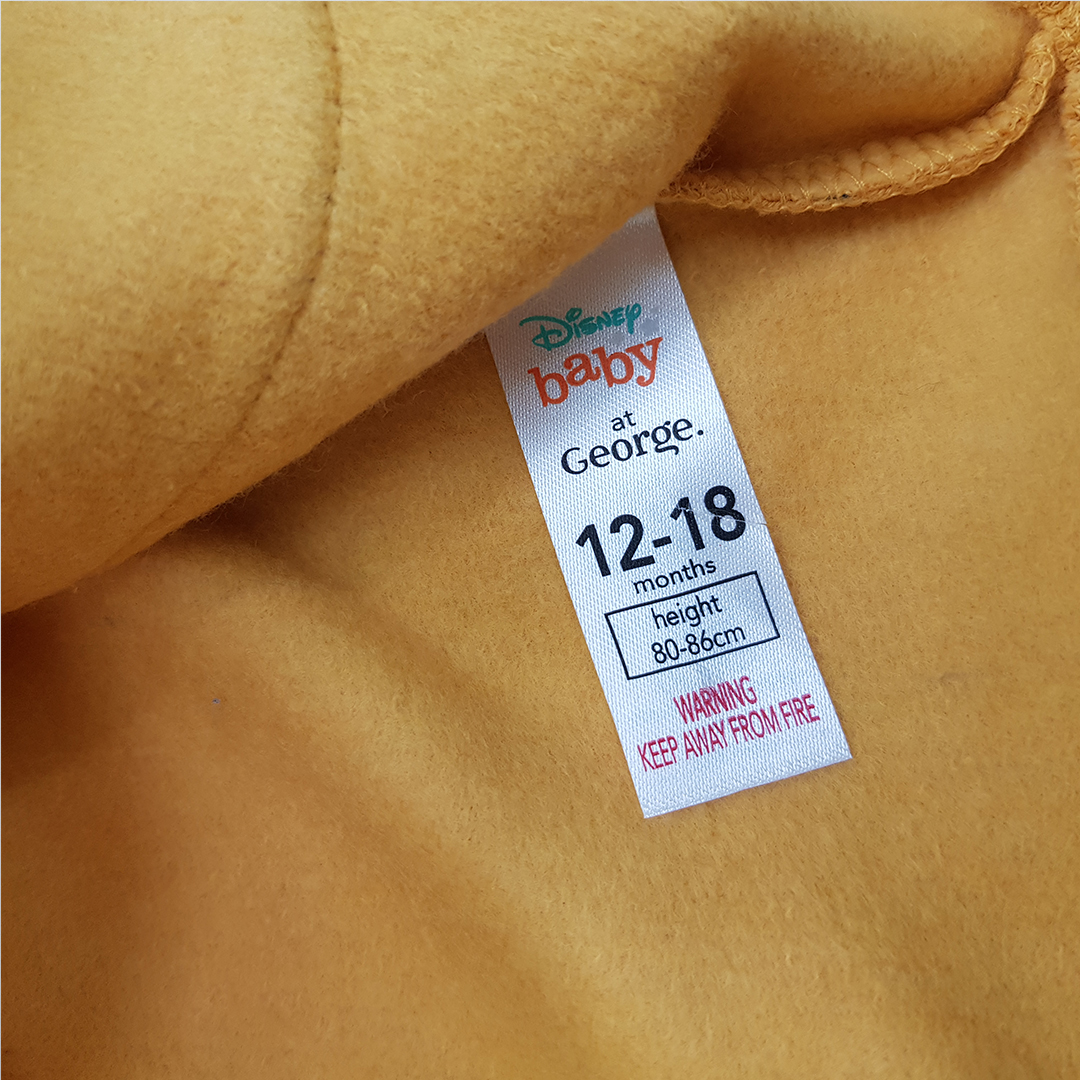 Disney
baby
at
George.
12-18
months
height
80-86cm
WARNING
KEEP AWAY FROM FIRE